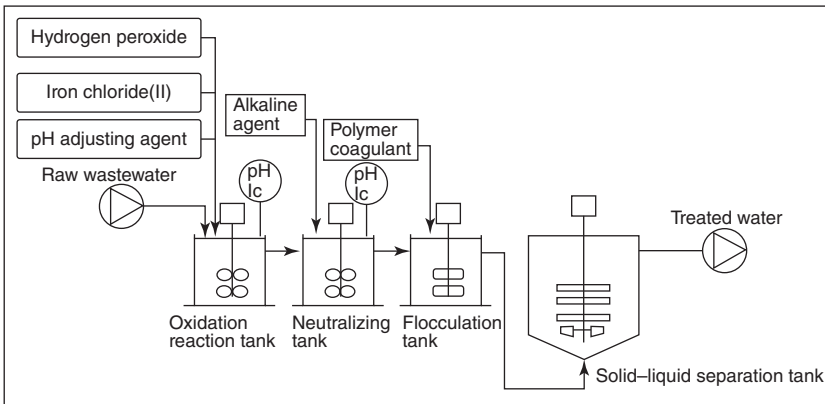 Hydrogen peroxide
Iron chloride(II)
pH adjusting agent
Raw wastewater
Alkaline
agent
Polymer
coagulant
pH
Ic
pH
Ic
Treated water
Oxidation
reaction tank
Neutralizing
tank
Flocculation
tank
Solid–liquid separation tank